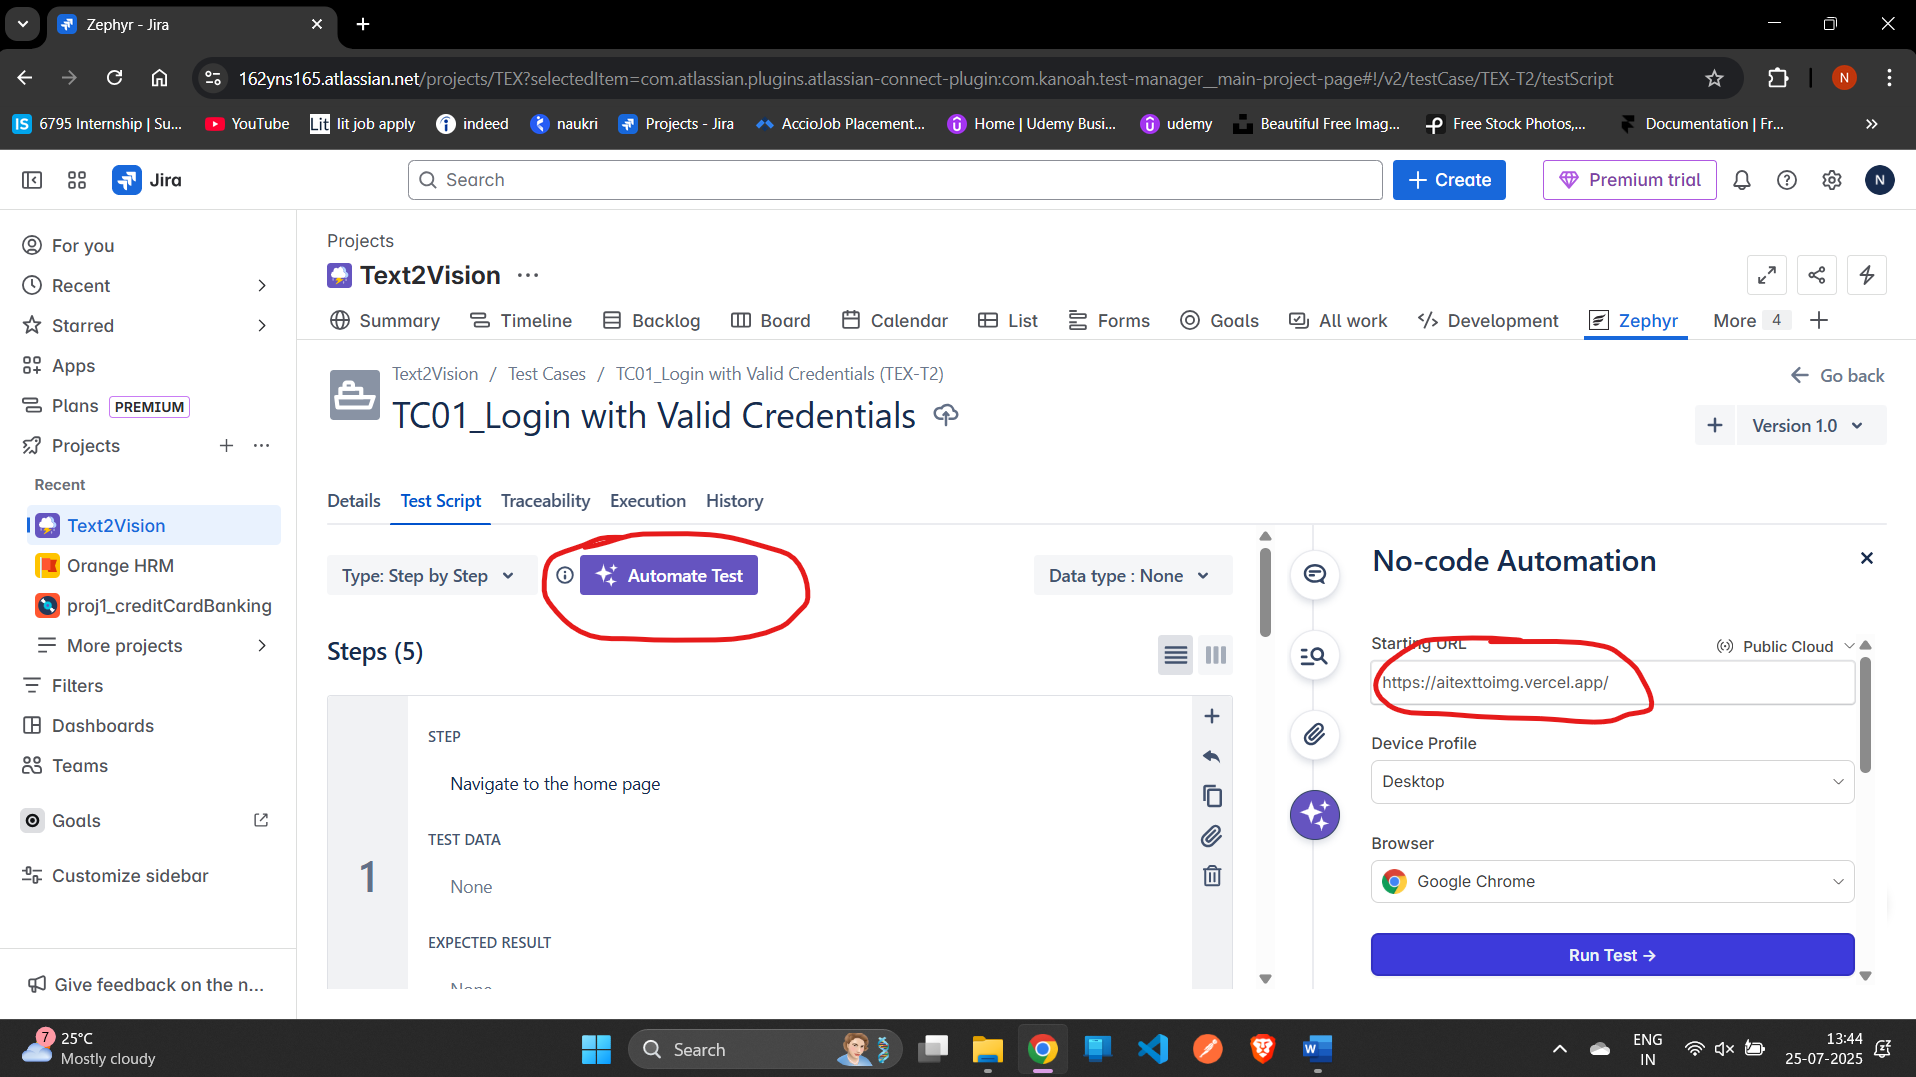 Zephyr - Jira
162yns165.atlassian.net/projects/TEX?selectedItem=com.atlassian.plugins.atlassian-connect-plugin:com.kanoah.test-manager__main-project-page#!/v2/testCase/TEX-T2/testScript
N
IS 6795 Internship | Su...
YouTube
Lit lit job apply
indeed
naukri
Projects - Jira
AccioJob Placement...
Home | Udemy Busi...
udemy
Beautiful Free Imag...
Free Stock Photos,...
Documentation | Fr...
Jira
Search
Create
Premium trial
N
For you
Recent
Starred
Apps
Plans PREMIUM
Projects
Recent
Text2Vision
Orange HRM
proj1_creditCardBanking
More projects
Filters
Dashboards
Teams
Goals
Customize sidebar
Give feedback on the n...
Projects
Text2Vision
Summary
Timeline
Backlog
Board
Calendar
List
Forms
Goals
All work
Development
Zephyr
More 4
Text2Vision / Test Cases / TC01_Login with Valid Credentials (TEX-T2)
Go back
TC01_Login with Valid Credentials
Version 1.0
Details
Test Script
Traceability
Execution
History
Type: Step by Step
Automate Test
Data type : None
Steps (5)
1
STEP
Navigate to the home page
TEST DATA
None
EXPECTED RESULT
None
No-code Automation
Starting URL
Public Cloud
https://aitexttoimg.vercel.app/
Device Profile
Desktop
Browser
Google Chrome
Run Test →
7
25°C
Mostly cloudy
Search
ENG
IN
13:44
25-07-2025